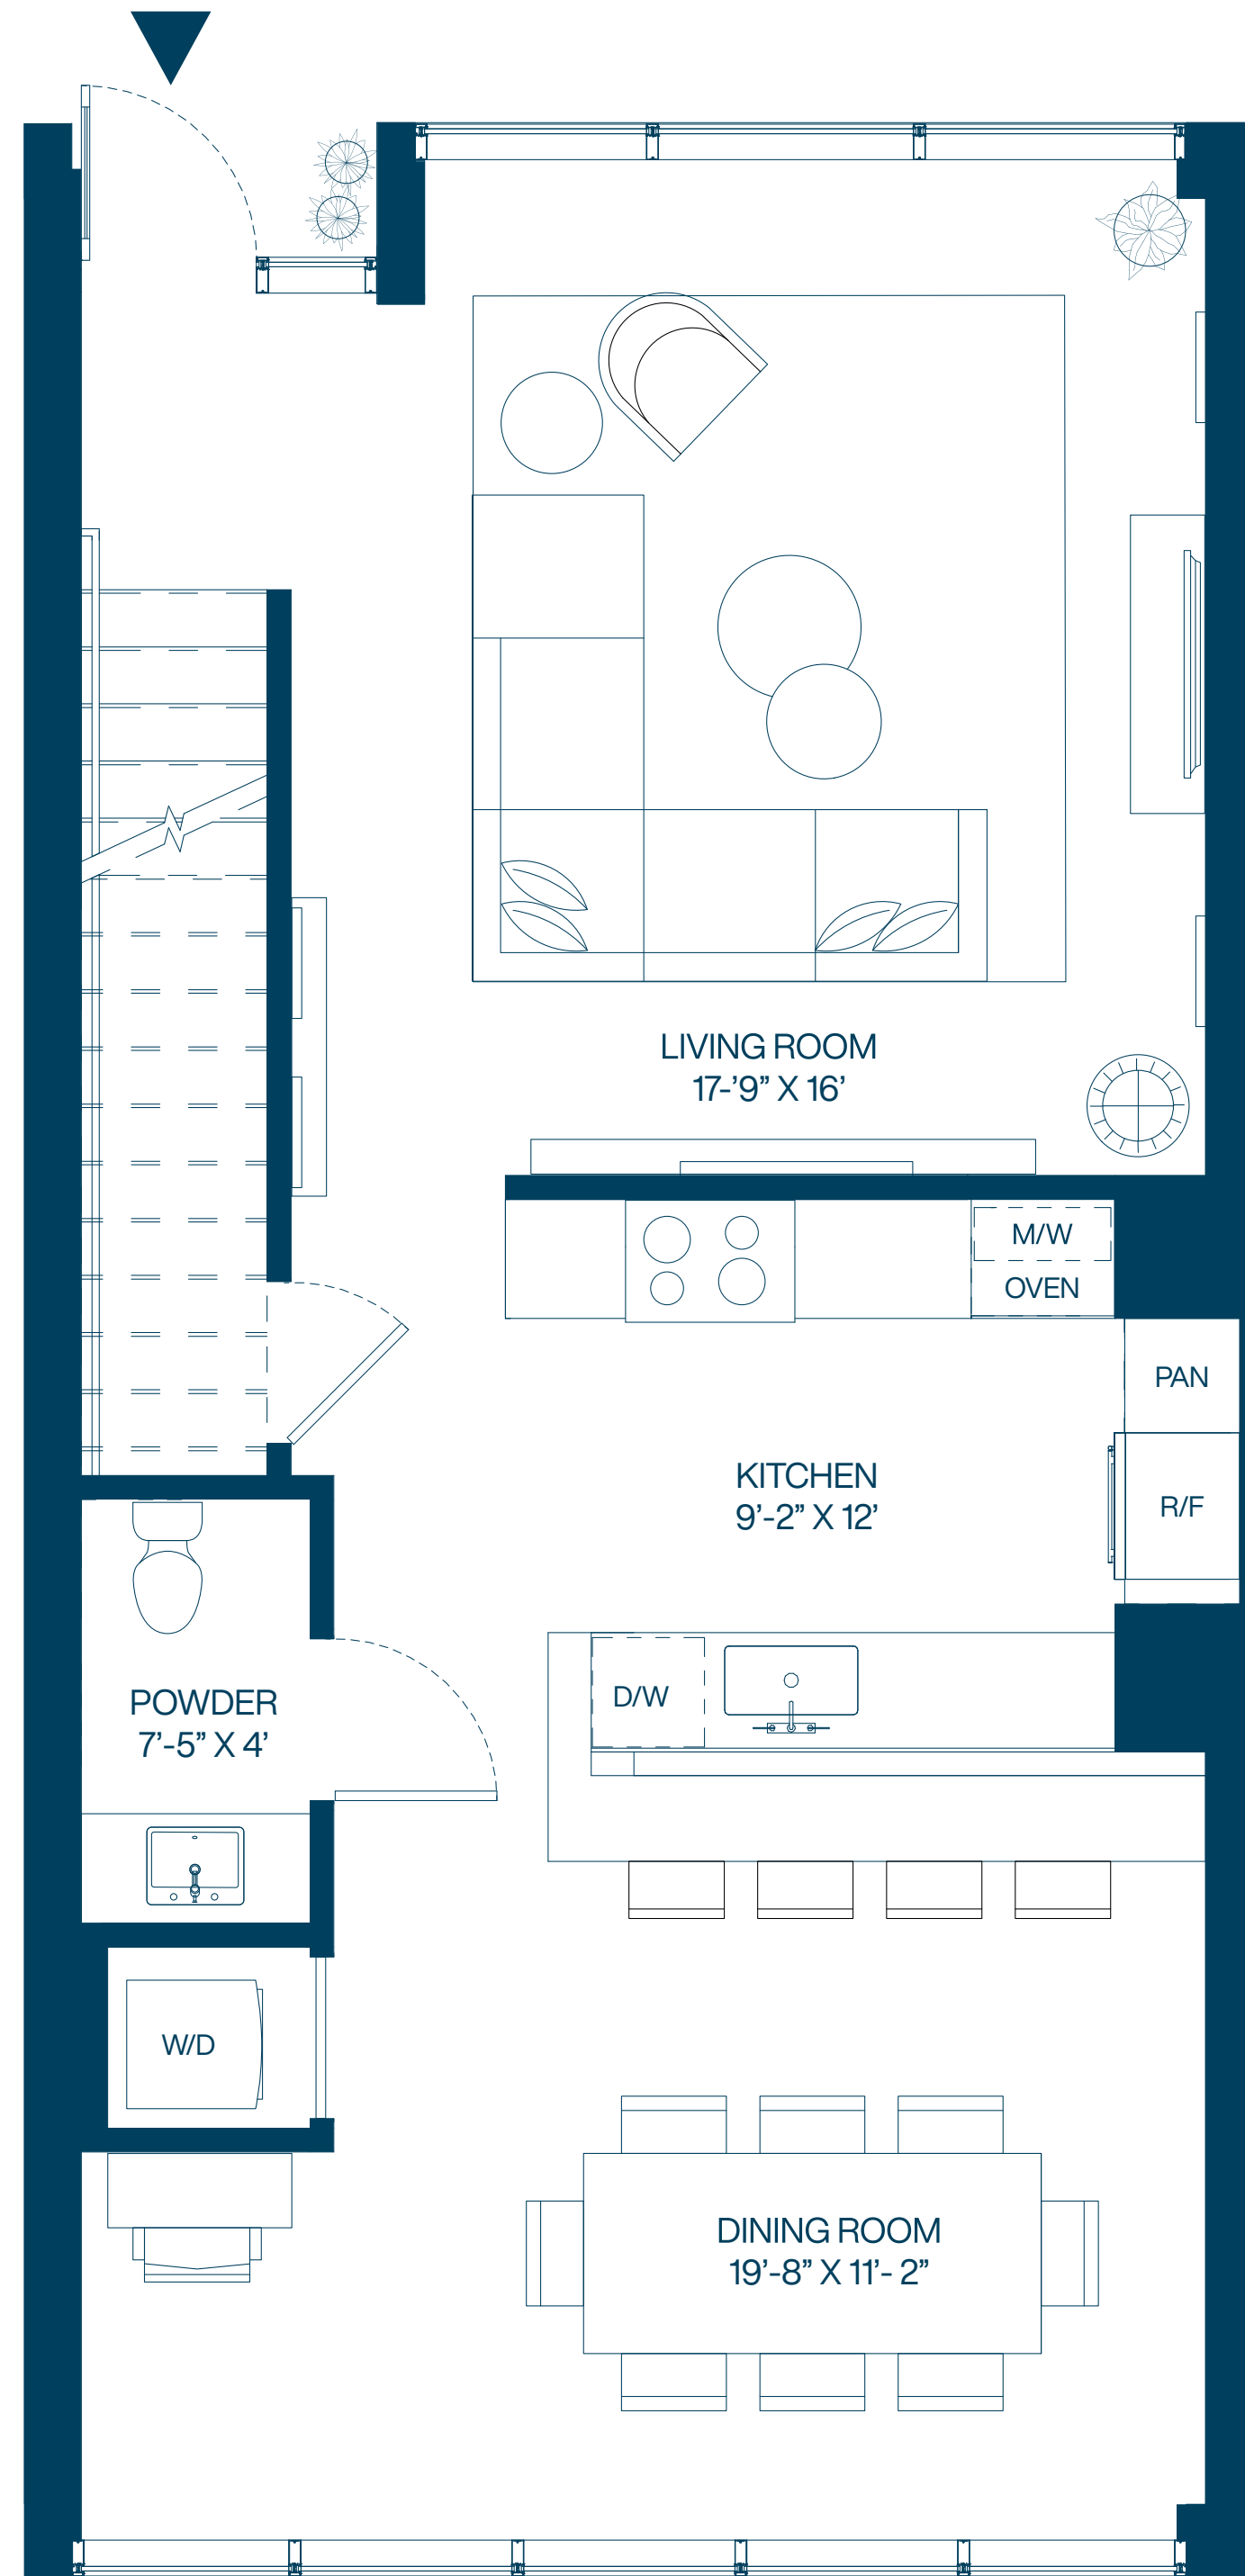 LIVING ROOM
17-’9” X 16’
M/W
OVEN
PAN
KITCHEN
9’-2” X 12’
R/F
D/W
POWDER
7’-5” X 4’
W/D
DINING ROOM
19’-8” X 11’- 2”